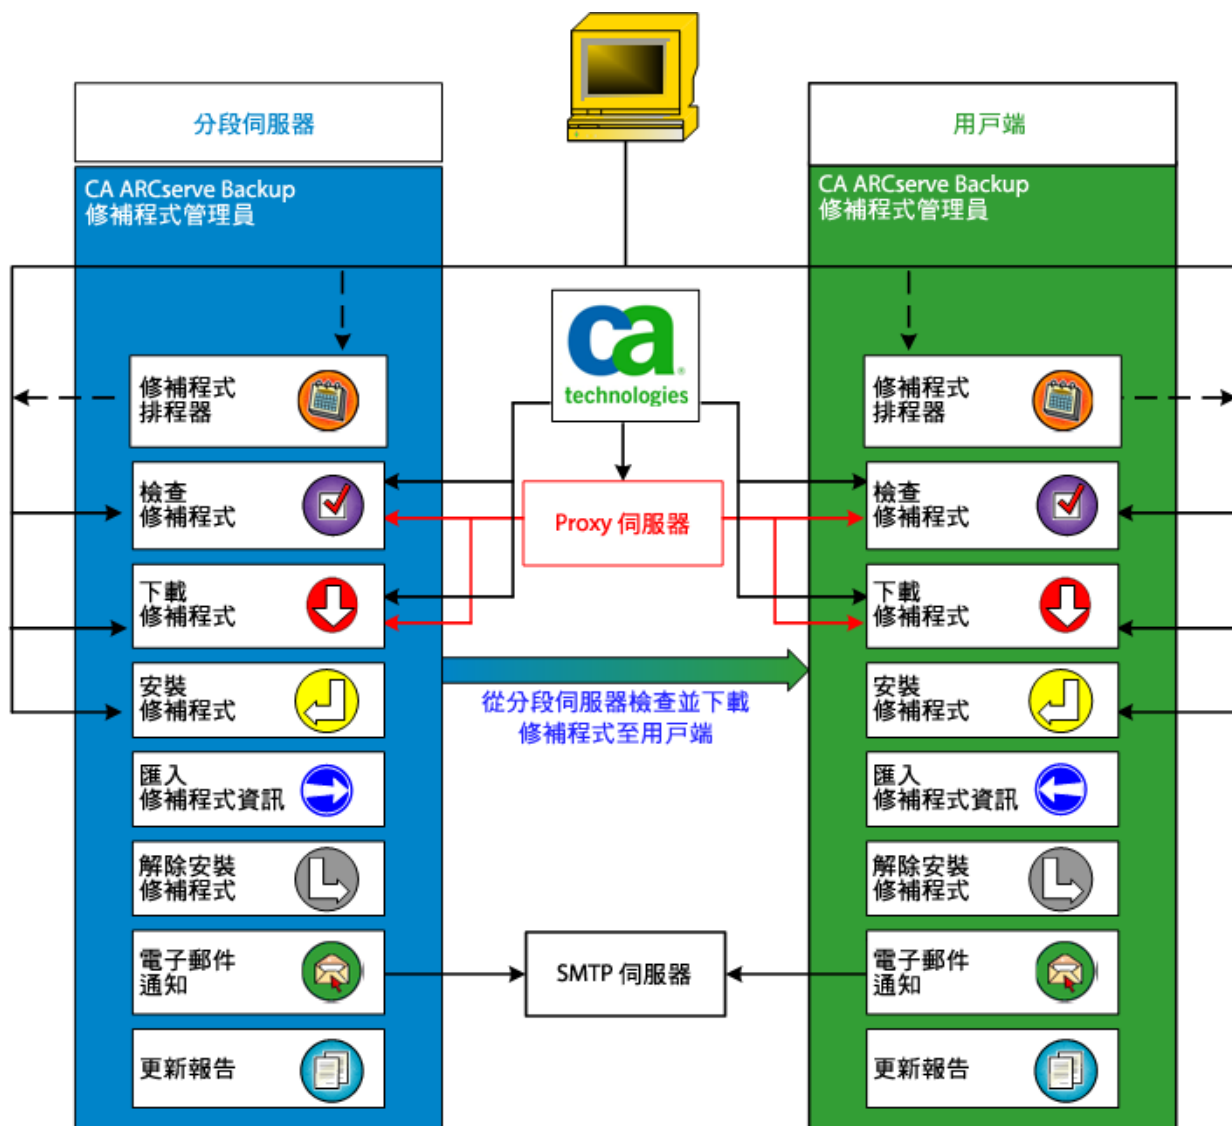 分段伺服器
CA ARCserve Backup
修補程式管理員
修補程式
排程器
檢查
修補程式
下載
修補程式
安裝
修補程式
匯入
修補程式資訊
解除安裝
修補程式
電子郵件
通知
更新報告
ca
technologies
Proxy 伺服器
從分段伺服器檢查並下載
修補程式至用戶端
SMTP 伺服器
用戶端
CA ARCserve Backup
修補程式管理員
修補程式
排程器
檢查
修補程式
下載
修補程式
安裝
修補程式
匯入
修補程式資訊
解除安裝
修補程式
電子郵件
通知
更新報告